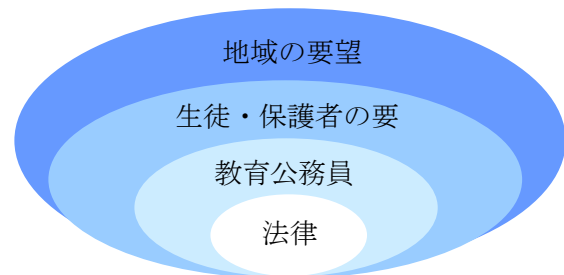 地域の要望
生徒・保護者の要
教育公務員
法律